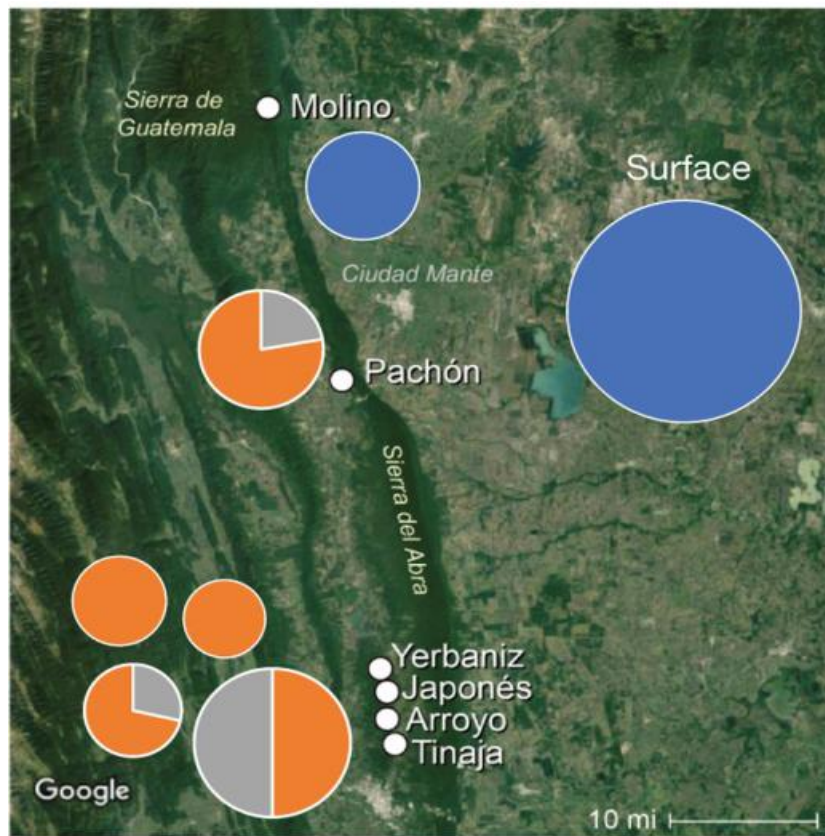 Sierra de
Guatemala
Molino
Surface
Ciudad Mante
Pachón
Sierra del Abra
Yerbaniz
Japonés
Arroyo
Tinaja
Google
10 mi